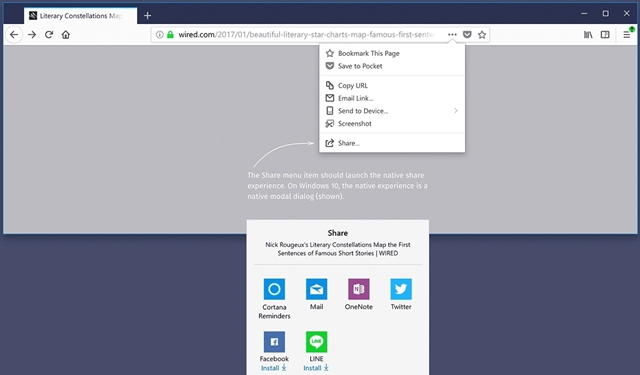 Literary Constellations Map
wired.com/2017/01/beautiful-literary-star-charts-map-famous-first-sente
Bookmark This Page
Save to Pocket
Copy URL
Email Link...
Send to Device...
Screenshot
Share...
The Share menu item should launch the native share
experience. On Windows 10, the native experience is a
native modal dialog (shown).
Share
Nick Rougeux's Literary Constellations Map the First
Sentences of Famous Short Stories | WIRED
Cortana Reminders
Mail
OneNote
Twitter
Facebook
Install
LINE
Install